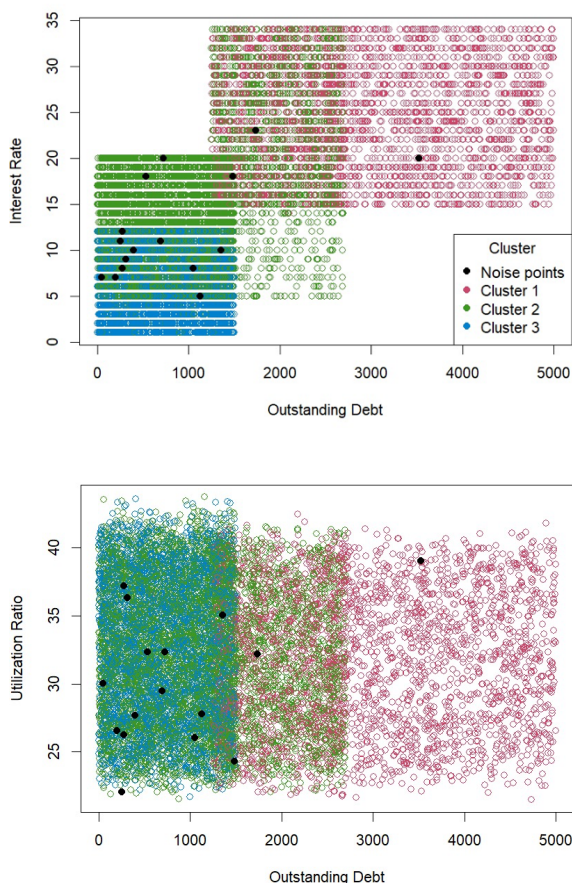 35
30
25
20
15
10
5
0
Interest Rate
Cluster
Noise points
Cluster 1
Cluster 2
Cluster 3
0 1000 2000 3000 4000 5000
Outstanding Debt
40
35
30
25
Utilization Ratio
0 1000 2000 3000 4000 5000
Outstanding Debt